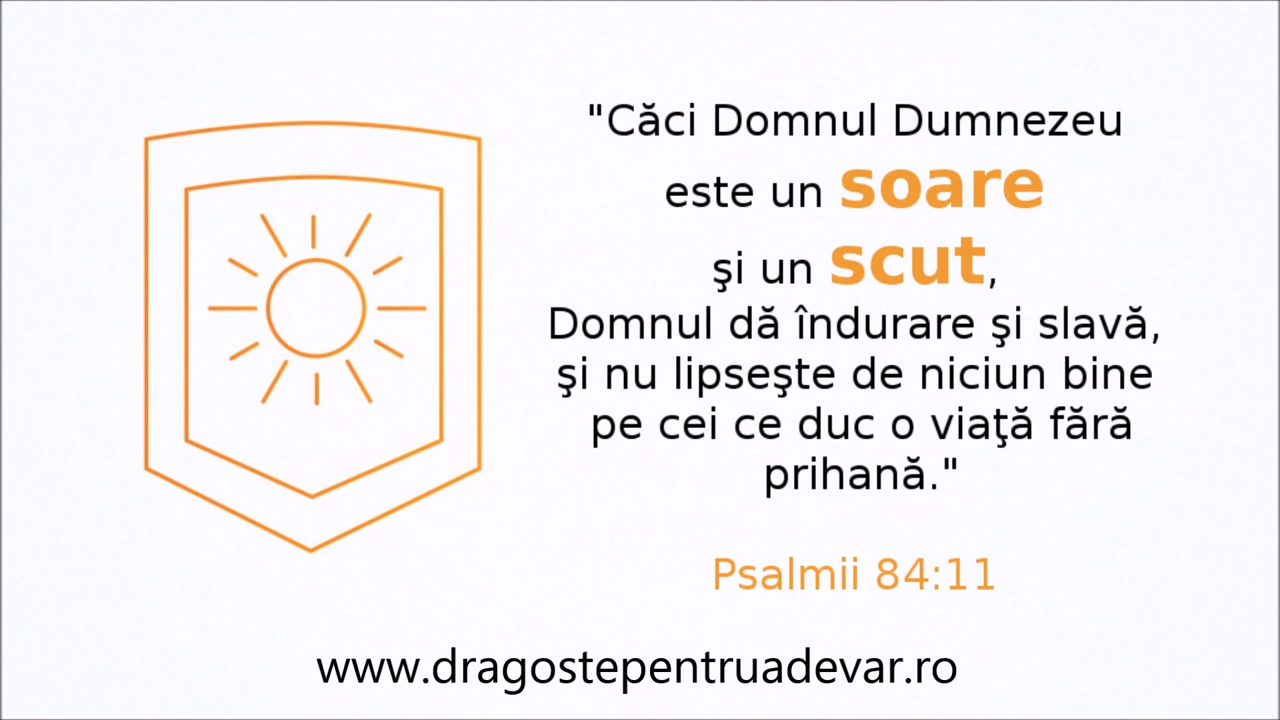 "Căci Domnul Dumnezeu
este un soare
şi un scut,
Domnul dă îndurare şi slavă,
şi nu lipseşte de niciun bine
pe cei ce duc o viaţă fără
prihană."
Psalmii 84:11
www.dragostepentruadevar.ro